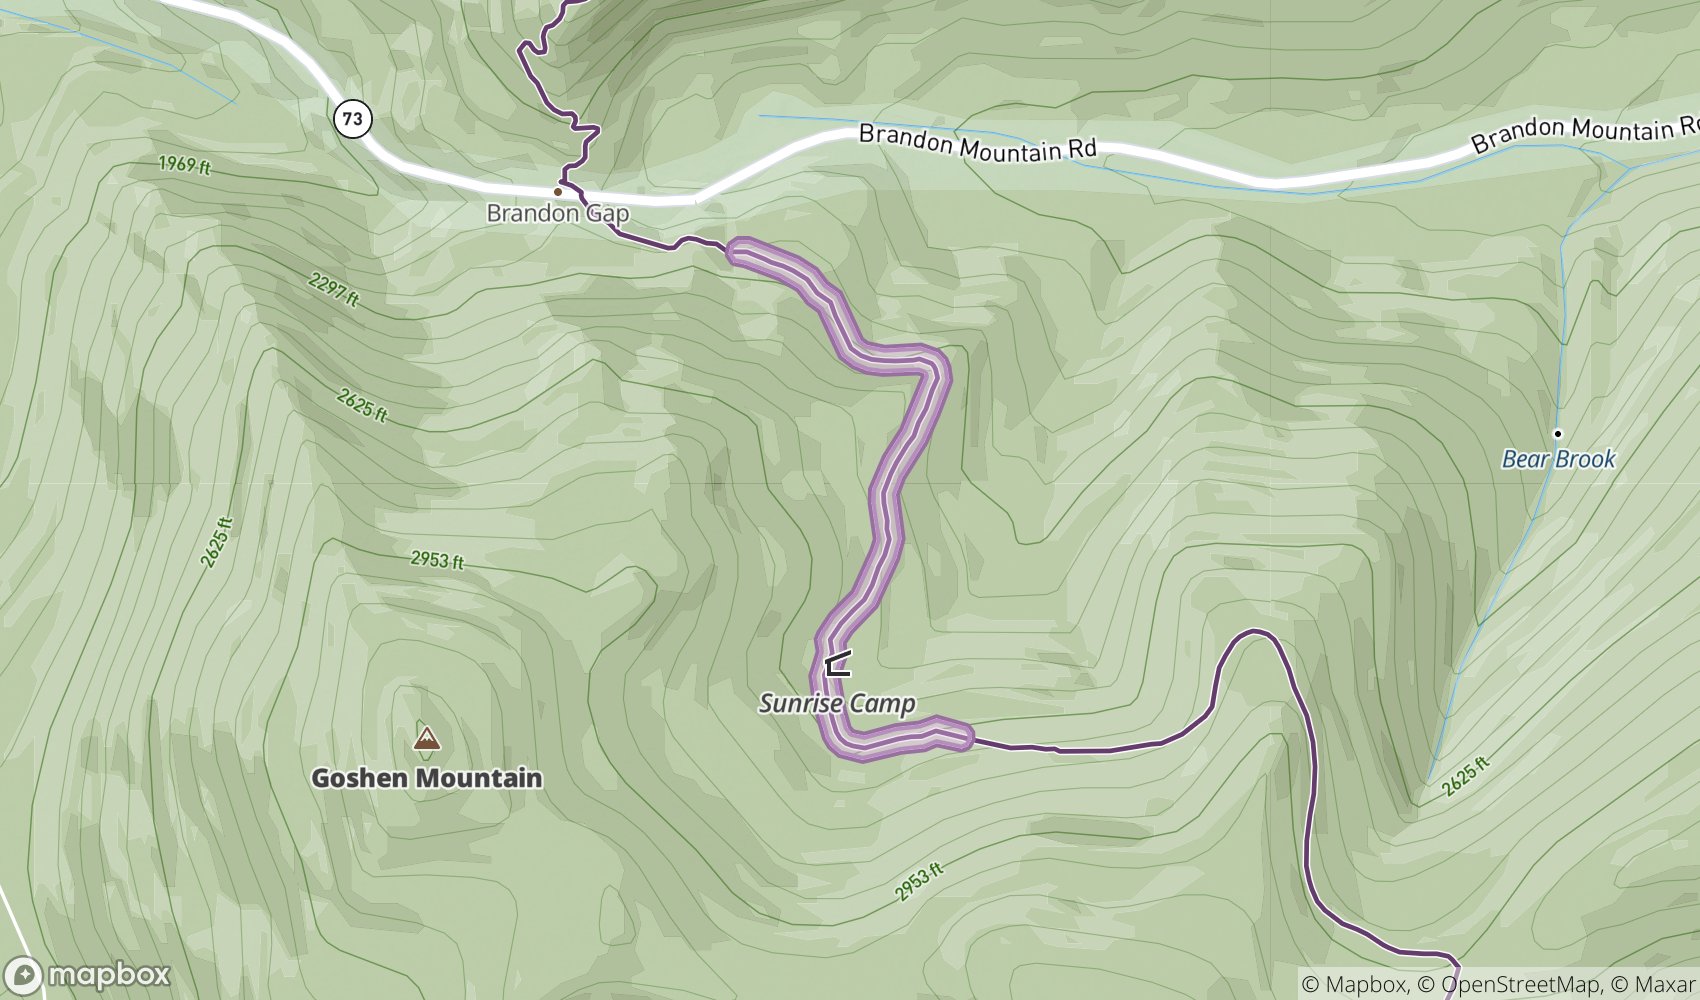 73
Brandon Mountain Rd
Brandon Mountain Rd
1969 ft
Brandon Gap
2297 ft
2625 ft
Bear Brook
2625 ft
2953 ft
Sunrise Camp
Goshen Mountain
2625 ft
2953 ft
mapbox
© Mapbox, © OpenStreetMap, © Maxar